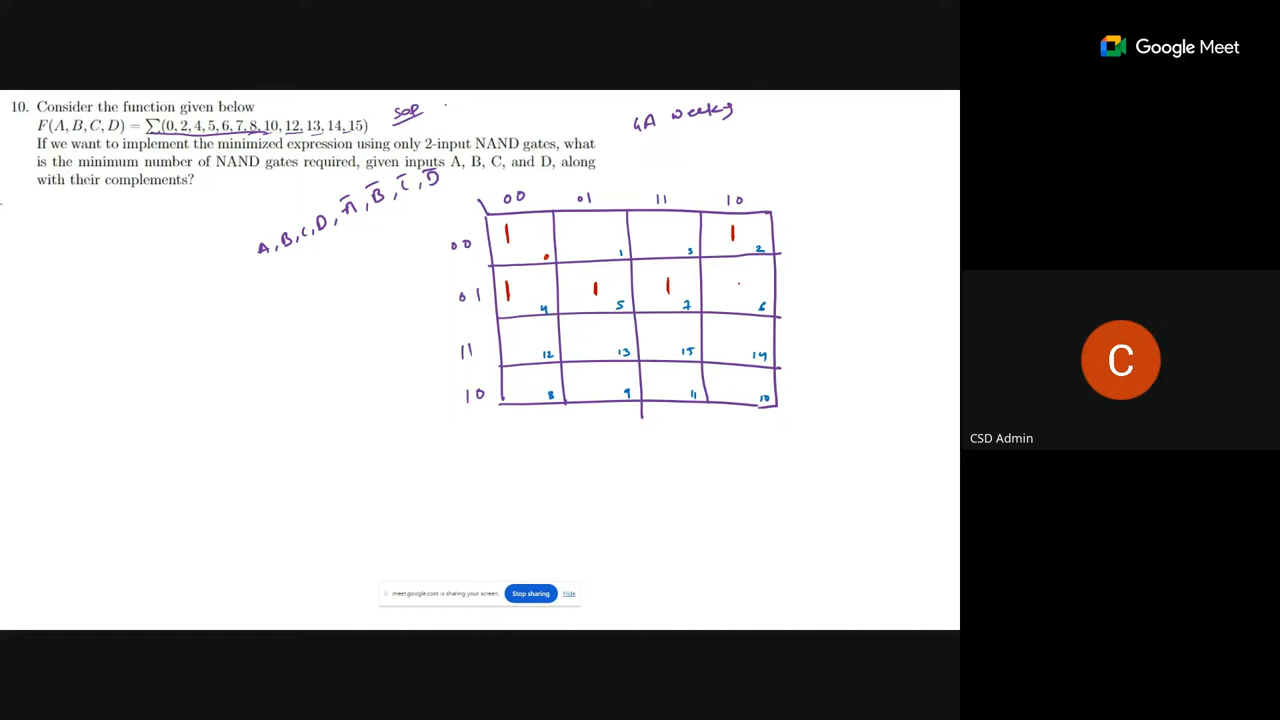 Google Meet
10. Consider the function given below
F(A, B, C, D) = ∑(0, 2, 4, 5, 6, 7, 8, 10, 12, 13, 14, 15)
SOP
GA week3
If we want to implement the minimized expression using only 2-input NAND gates, what
is the minimum number of NAND gates required, given inputs A, B, C, and D, along
with their complements?
A, B, C, D, A̅, B̅, C̅, D̅
00 01 11 10
00 1 0 1 3 1 2
01 1 4 1 5 1 7 6
11 12 13 15 14
10 8 9 11 10
C
CSD Admin
meet.google.com is sharing your screen.
Stop sharing
Hide